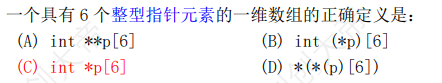 一个具有 6 个整型指针元素的一维数组的正确定义是:
(A) int **p[6] (B) int (*p)[6]
(C) int *p[6] (D) *(*(p)[6])